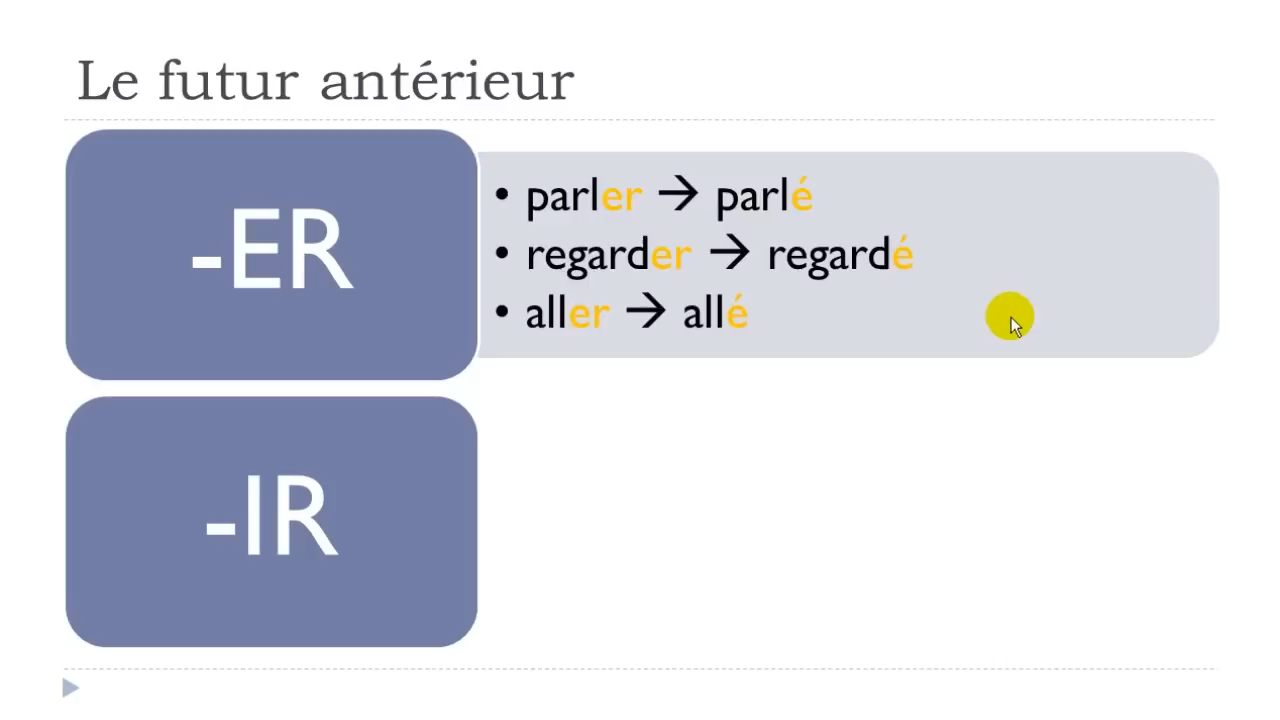 Le futur antérieur
-ER
• parler → parlé
• regarder → regardé
• aller → allé
-IR